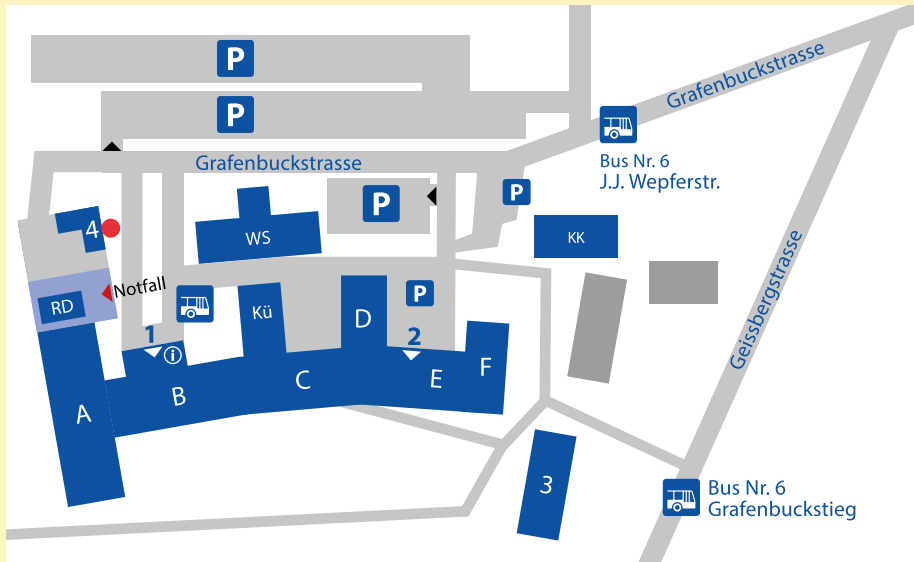 P
P
Grafenbuckstrasse
Bus Nr. 6
J.J. Wepferstr.
Grafenbuckstrasse
P
P
4
WS
KK
Notfall
RD
P
Kü
D
1
i
2
F
A
B
C
E
Geissbergstrasse
3
Bus Nr. 6
Grafenbuckstieg